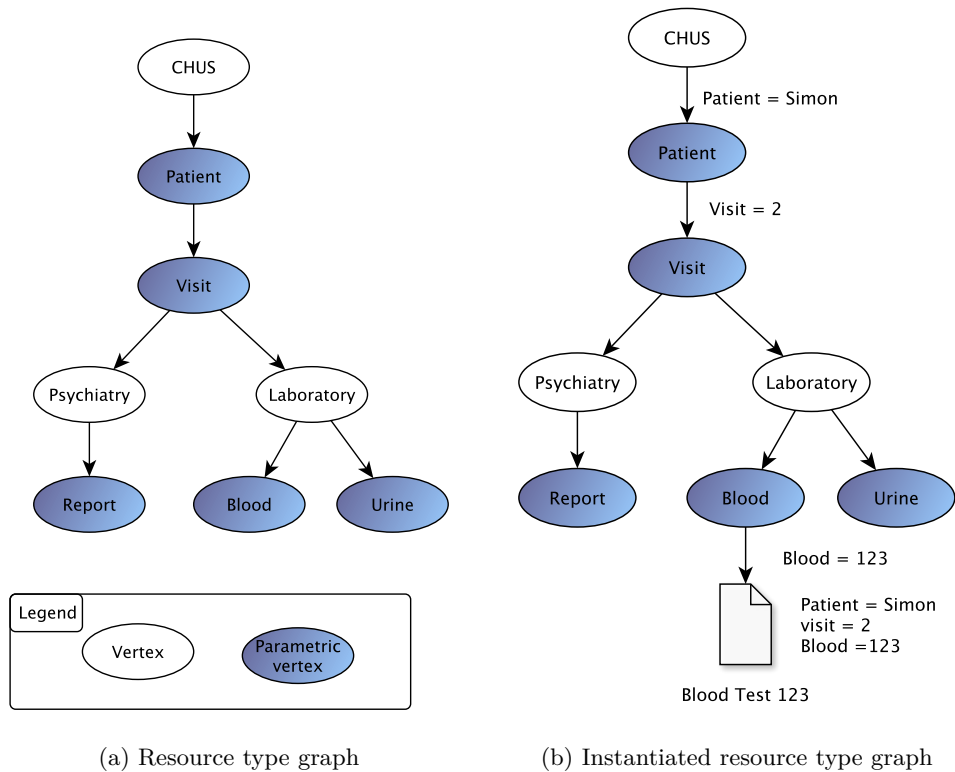 CHUS
Patient
Visit
Psychiatry
Laboratory
Report
Blood
Urine
Legend
Vertex
Parametric
vertex
(a) Resource type graph
CHUS
Patient = Simon
Patient
Visit = 2
Visit
Psychiatry
Laboratory
Report
Blood
Urine
Blood = 123
Patient = Simon
visit = 2
Blood =123
Blood Test 123
(b) Instantiated resource type graph